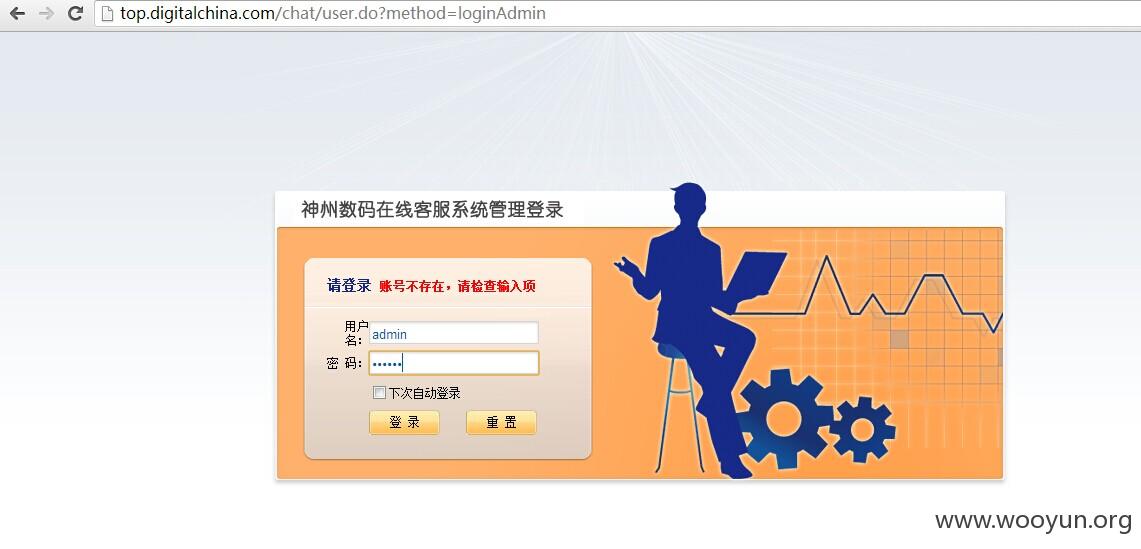 top.digitalchina.com/chat/user.do?method=loginAdmin
神州数码在线客服系统管理登录
请登录 账号不存在，请检查输入项
用户名：
admin
密 码：
••••••
下次自动登录
登 录 重 置
www.wooyun.org